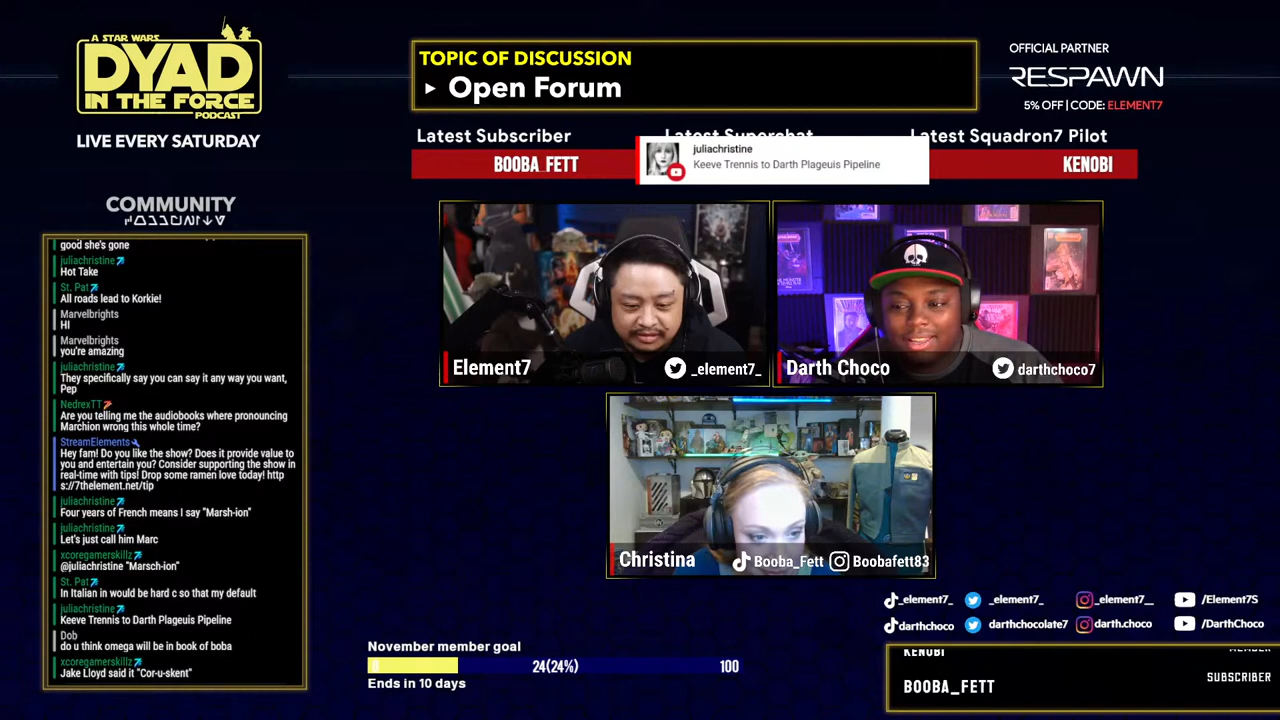 A STAR WARS
DYAD
IN THE FORCE
PODCAST
LIVE EVERY SATURDAY
TOPIC OF DISCUSSION
▸ Open Forum
OFFICIAL PARTNER
RESPAWN
5% OFF | CODE: ELEMENT7
Latest Subscriber
Latest Superchat
Latest Squadron7 Pilot
BOOBA_FETT
juliachristine
Keeve Trennis to Darth Plageuis Pipeline
KENOBI
COMMUNITY
good she's gone
juliachristine
Hot Take
St. Pat
All roads lead to Korkie!
Marvelbrights
HI
Marvelbrights
you're amazing
juliachristine
They specifically say you can say it any way you want,
Pep
NedrexTT
Are you telling me the audiobooks where pronouncing
Marchion wrong this whole time?
StreamElements
Hey fam! Do you like the show? Does it provide value to
you and entertain you? Consider supporting the show in
real-time with tips! Drop some ramen love today! http
s://7thelement.net/tip
juliachristine
Four years of French means I say "Marsh-ion"
juliachristine
Let's just call him Marc
xcoregamerskillz
@juliachristine "Marsch-ion"
St. Pat
In Italian in would be hard c so that my default
juliachristine
Keeve Trennis to Darth Plageuis Pipeline
Dob
do u think omega will be in book of boba
xcoregamerskillz
Jake Lloyd said it "Cor-u-skent"
Element7
_element7_
Darth Choco
darthchoco7
Christina
Booba_Fett
Boobafett83
_element7_
_element7_
_element7__
/Element7S
darthchoco
darthchocolate7
darth.choco
/DarthChoco
November member goal
24(24%)
100
Ends in 10 days
KENOBI
MEMBER
BOOBA_FETT
SUBSCRIBER